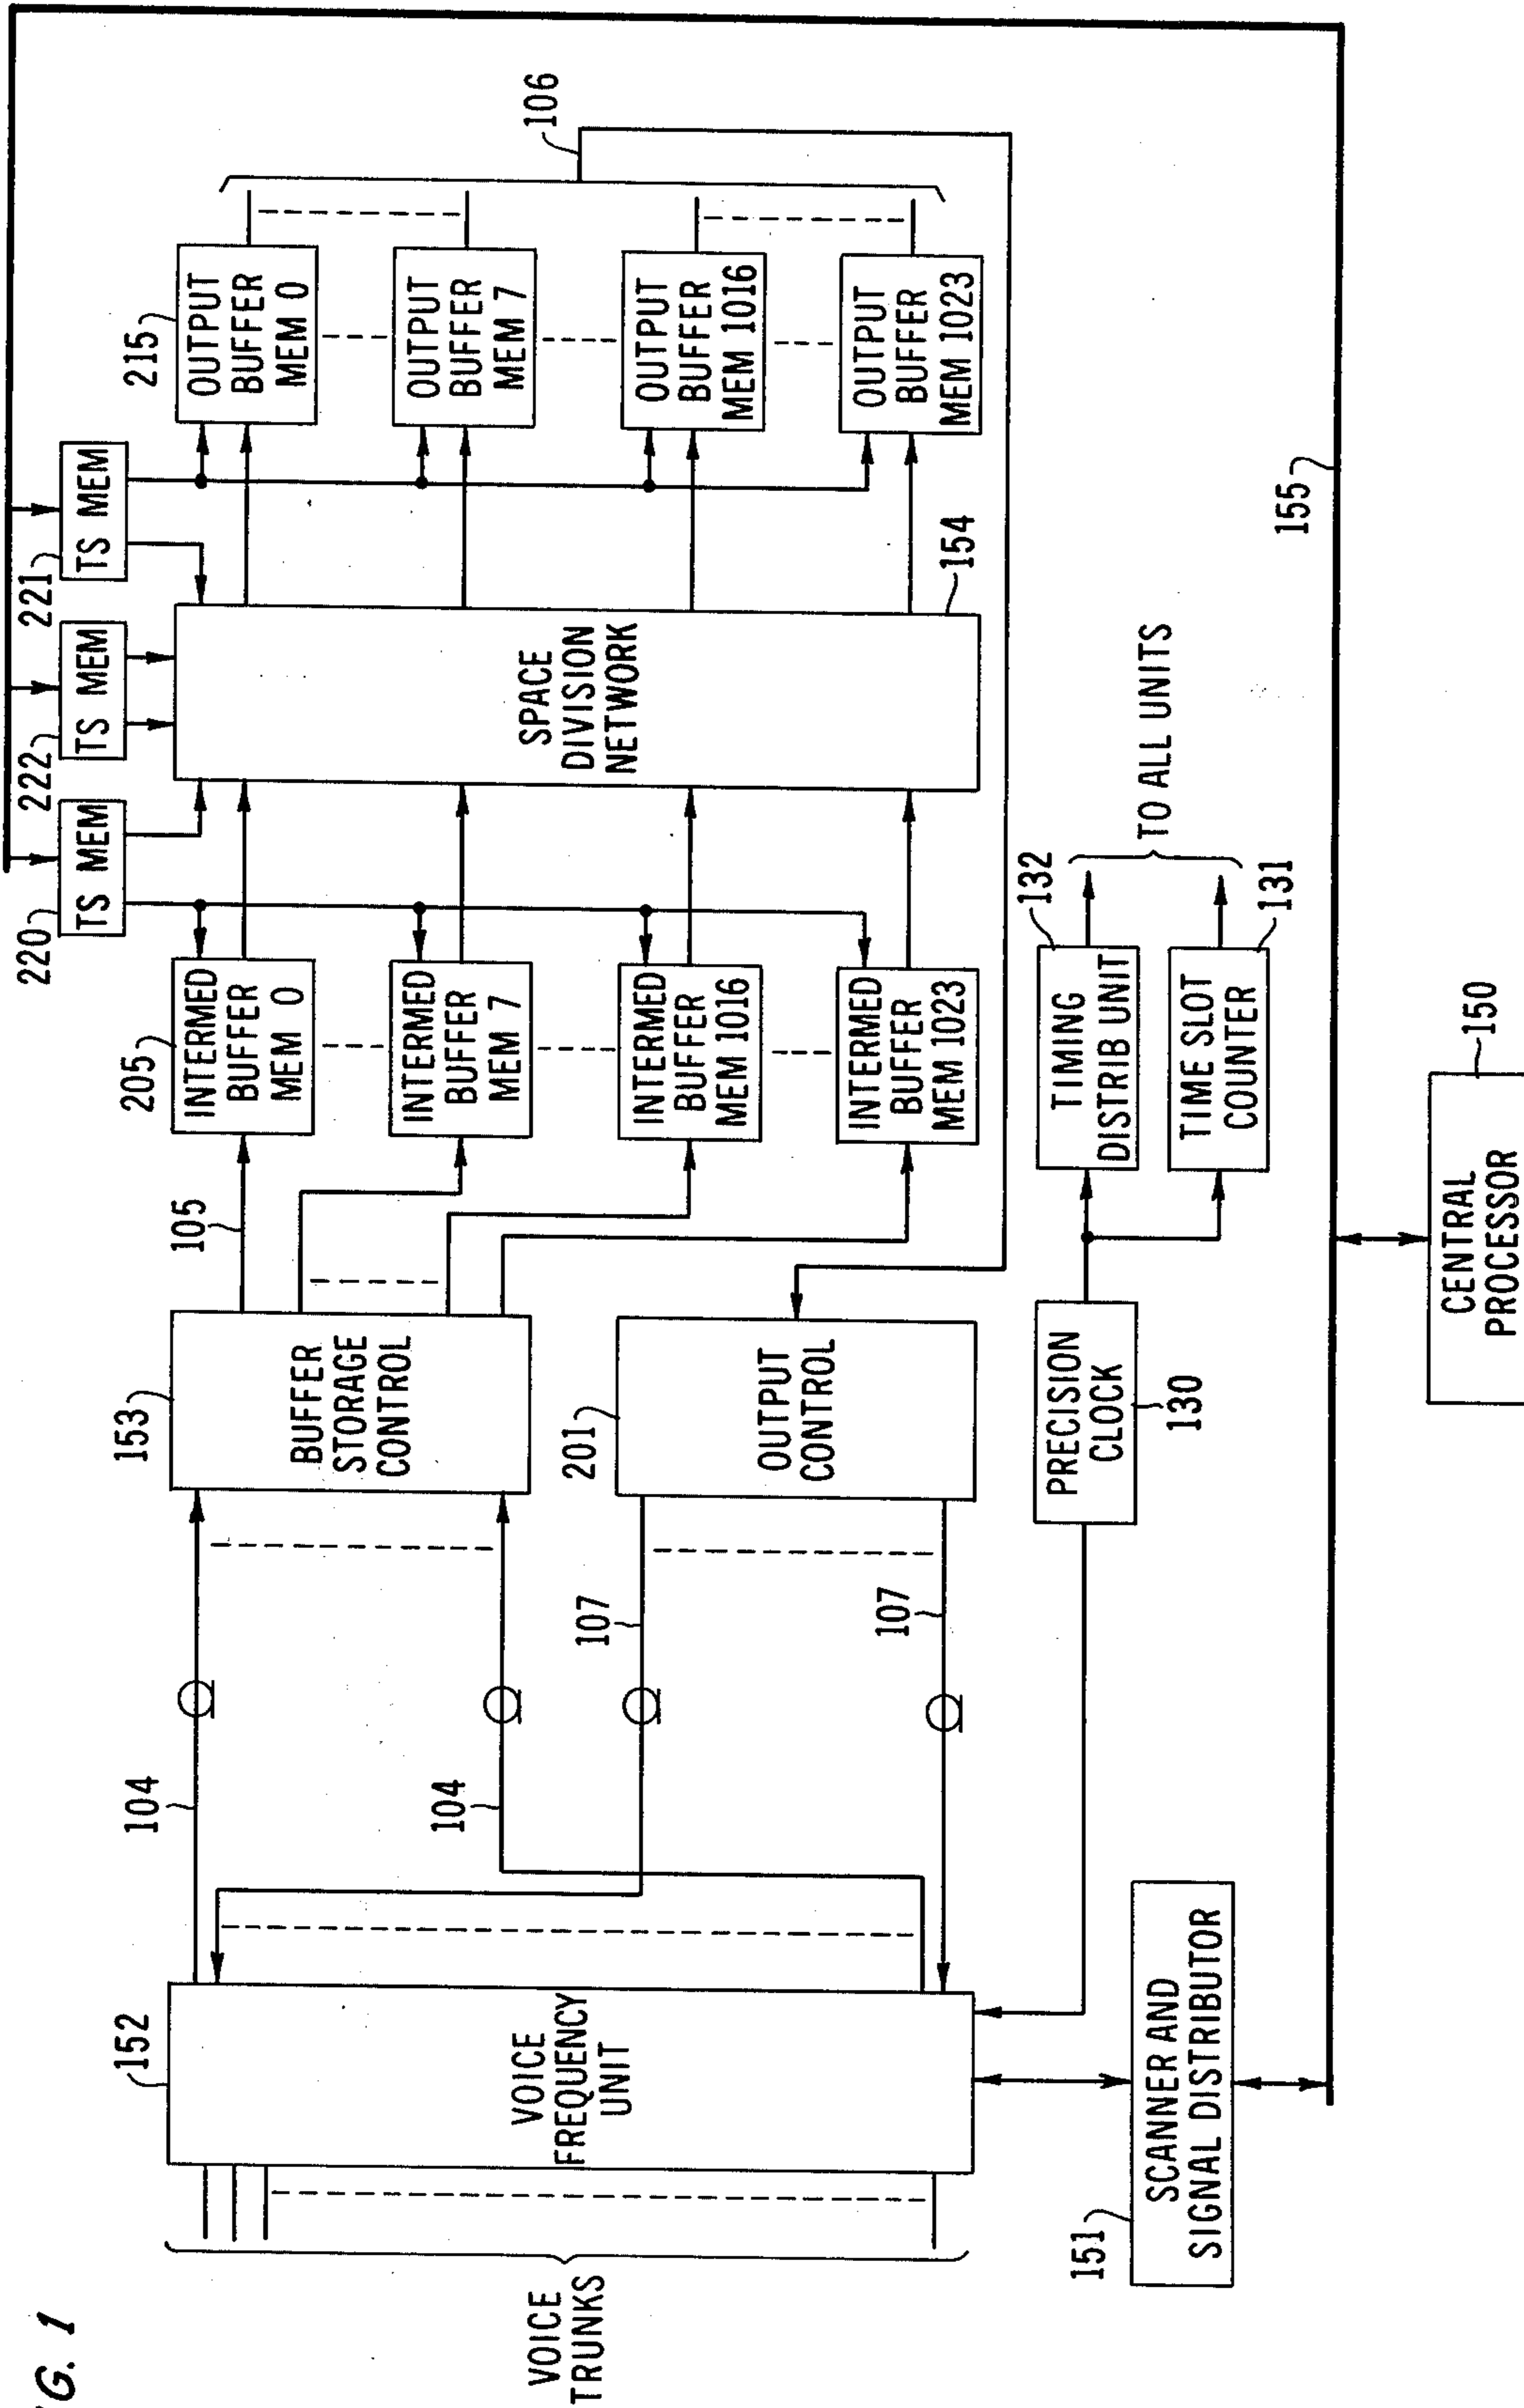 G. 1
VOICE
TRUNKS
152
VOICE
FREQUENCY
UNIT
151
SCANNER AND
SIGNAL DISTRIBUTOR
104
104
107
107
153
BUFFER
STORAGE
CONTROL
201
OUTPUT
CONTROL
PRECISION
CLOCK
130
105
205
INTERMED
BUFFER
MEM 0
INTERMED
BUFFER
MEM 7
INTERMED
BUFFER
MEM 1016
INTERMED
BUFFER
MEM 1023
132
TIMING
DISTRIB UNIT
TIME SLOT
COUNTER
131
TO ALL UNITS
220
TS MEM
222
TS MEM
221
TS MEM
SPACE
DIVISION
NETWORK
154
215
OUTPUT
BUFFER
MEM 0
OUTPUT
BUFFER
MEM 7
OUTPUT
BUFFER
MEM 1016
OUTPUT
BUFFER
MEM 1023
106
155
150
CENTRAL
PROCESSOR